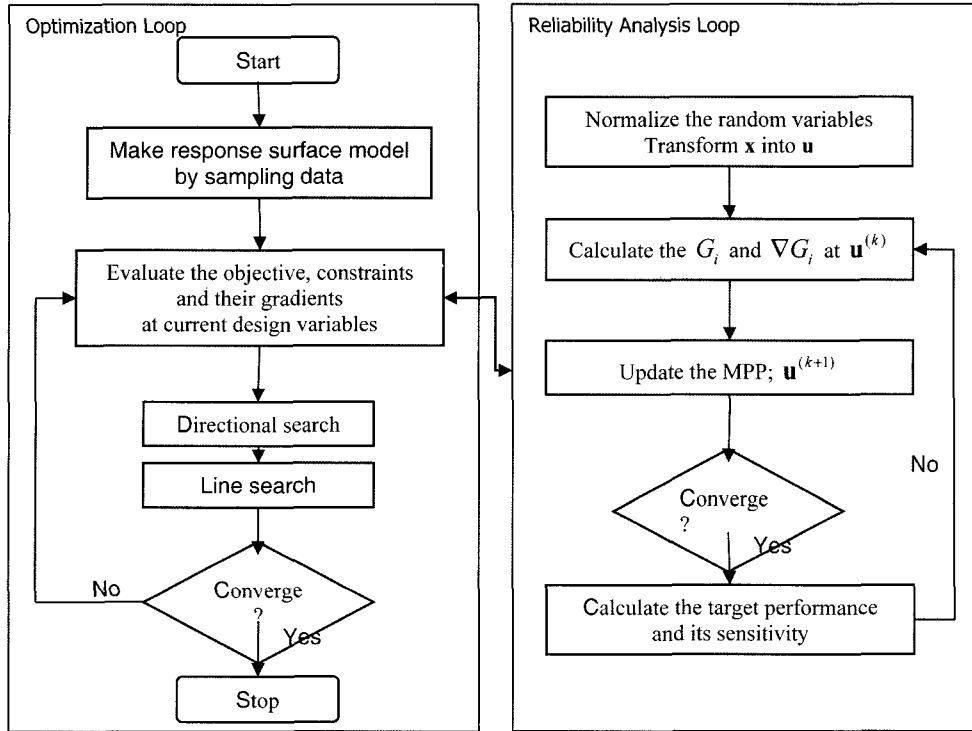 Optimization Loop
Start
Make response surface model
by sampling data
Evaluate the objective, constraints
and their gradients
at current design variables
Directional search
Line search
No
Converge
?
Yes
Stop
Reliability Analysis Loop
Normalize the random variables
Transform x into u
Calculate the G_i and ∇G_i at u^(k)
Update the MPP; u^(k+1)
No
Converge
?
Yes
Calculate the target performance
and its sensitivity